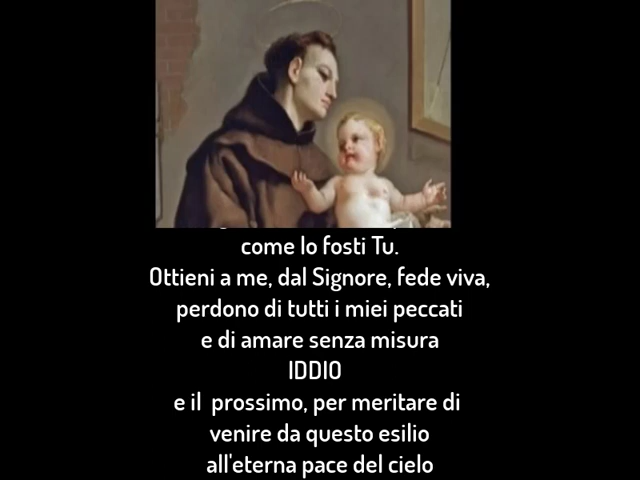 come lo fosti Tu.
Ottieni a me, dal Signore, fede viva,
perdono di tutti i miei peccati
e di amare senza misura
IDDIO
e il  prossimo, per meritare di
venire da questo esilio
all'eterna pace del cielo